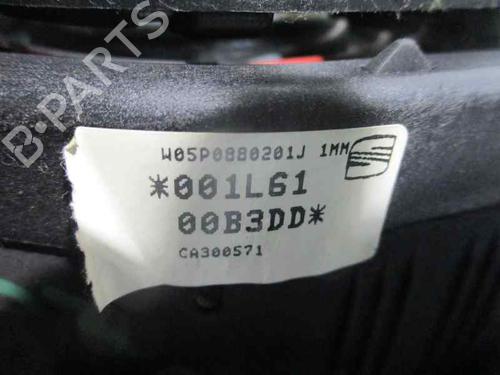 B-PARTS
W05P0880201J 1MM
*001L61
00B3DD*
CA300571